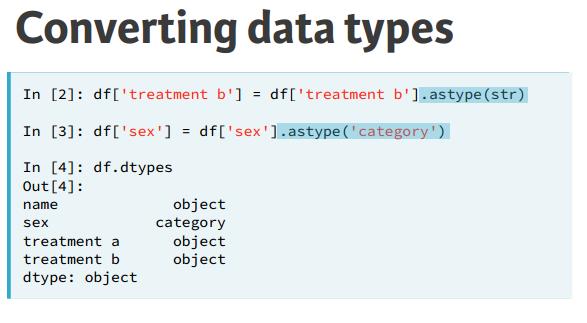 Converting data types
In [2]: df['treatment b'] = df['treatment b'].astype(str)
In [3]: df['sex'] = df['sex'].astype('category')
In [4]: df.dtypes
Out[4]:
name             object
sex            category
treatment a      object
treatment b      object
dtype: object